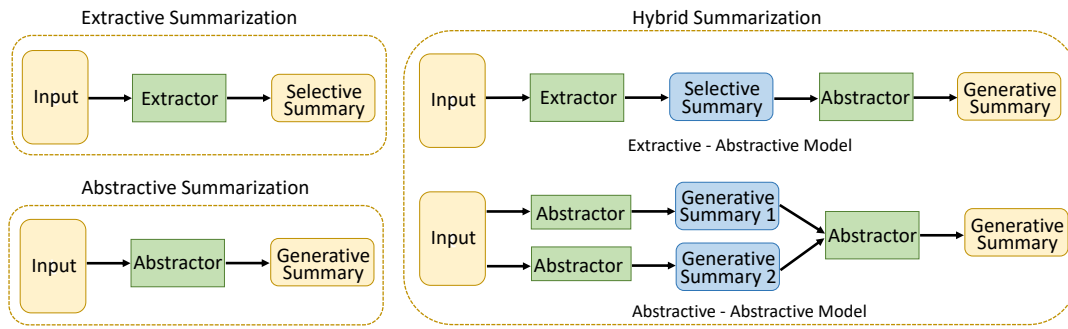 Extractive Summarization
Input
Extractor
Selective
Summary
Abstractive Summarization
Input
Abstractor
Generative
Summary
Hybrid Summarization
Input
Extractor
Selective
Summary
Abstractor
Generative
Summary
Extractive - Abstractive Model
Input
Abstractor
Generative
Summary 1
Abstractor
Generative
Summary 2
Abstractor
Generative
Summary
Abstractive - Abstractive Model